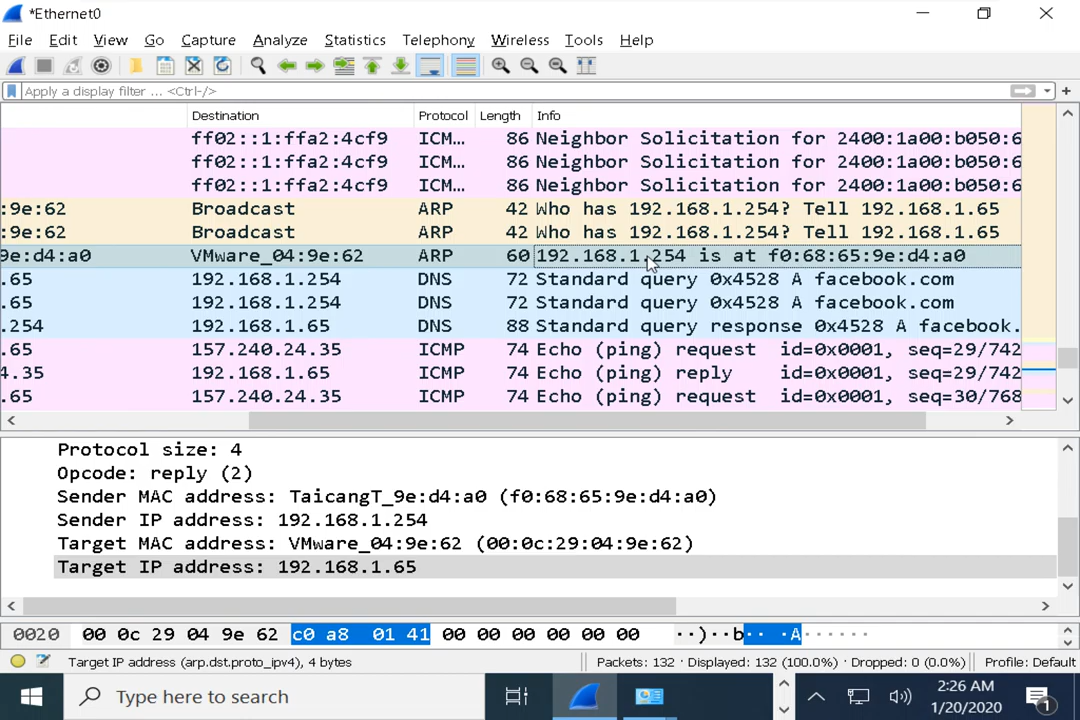 *Ethernet0
File Edit View Go Capture Analyze Statistics Telephony Wireless Tools Help
Apply a display filter ... <Ctrl-/>
Destination Protocol Length Info
ff02::1:ffa2:4cf9 ICM... 86 Neighbor Solicitation for 2400:1a00:b050:6
ff02::1:ffa2:4cf9 ICM... 86 Neighbor Solicitation for 2400:1a00:b050:6
ff02::1:ffa2:4cf9 ICM... 86 Neighbor Solicitation for 2400:1a00:b050:6
:9e:62 Broadcast ARP 42 Who has 192.168.1.254? Tell 192.168.1.65
:9e:62 Broadcast ARP 42 Who has 192.168.1.254? Tell 192.168.1.65
9e:d4:a0 VMware_04:9e:62 ARP 60 192.168.1.254 is at f0:68:65:9e:d4:a0
.65 192.168.1.254 DNS 72 Standard query 0x4528 A facebook.com
.65 192.168.1.254 DNS 72 Standard query 0x4528 A facebook.com
.254 192.168.1.65 DNS 88 Standard query response 0x4528 A facebook.
.65 157.240.24.35 ICMP 74 Echo (ping) request id=0x0001, seq=29/742
4.35 192.168.1.65 ICMP 74 Echo (ping) reply id=0x0001, seq=29/742
.65 157.240.24.35 ICMP 74 Echo (ping) request id=0x0001, seq=30/768
Protocol size: 4
Opcode: reply (2)
Sender MAC address: TaicangT_9e:d4:a0 (f0:68:65:9e:d4:a0)
Sender IP address: 192.168.1.254
Target MAC address: VMware_04:9e:62 (00:0c:29:04:9e:62)
Target IP address: 192.168.1.65
0020 00 0c 29 04 9e 62 c0 a8 01 41 00 00 00 00 00 00 ··)··b·· ·A······
Target IP address (arp.dst.proto_ipv4), 4 bytes Packets: 132 · Displayed: 132 (100.0%) · Dropped: 0 (0.0%) Profile: Default
Type here to search 2:26 AM
1/20/2020 1